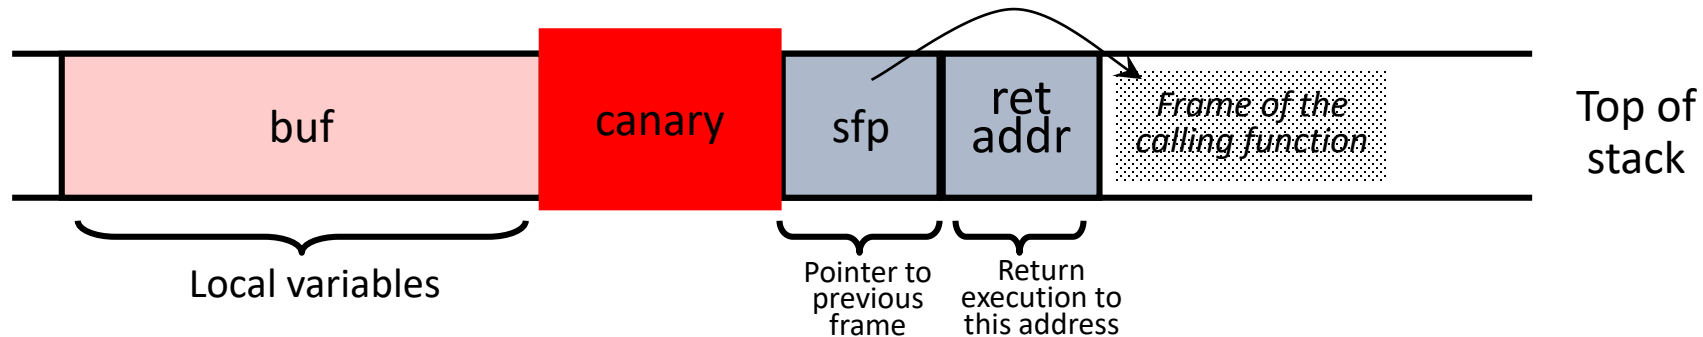 buf
canary
sfp
ret
addr
Frame of the
calling function
Top of
stack
Local variables
Pointer to
previous
frame
Return
execution to
this address